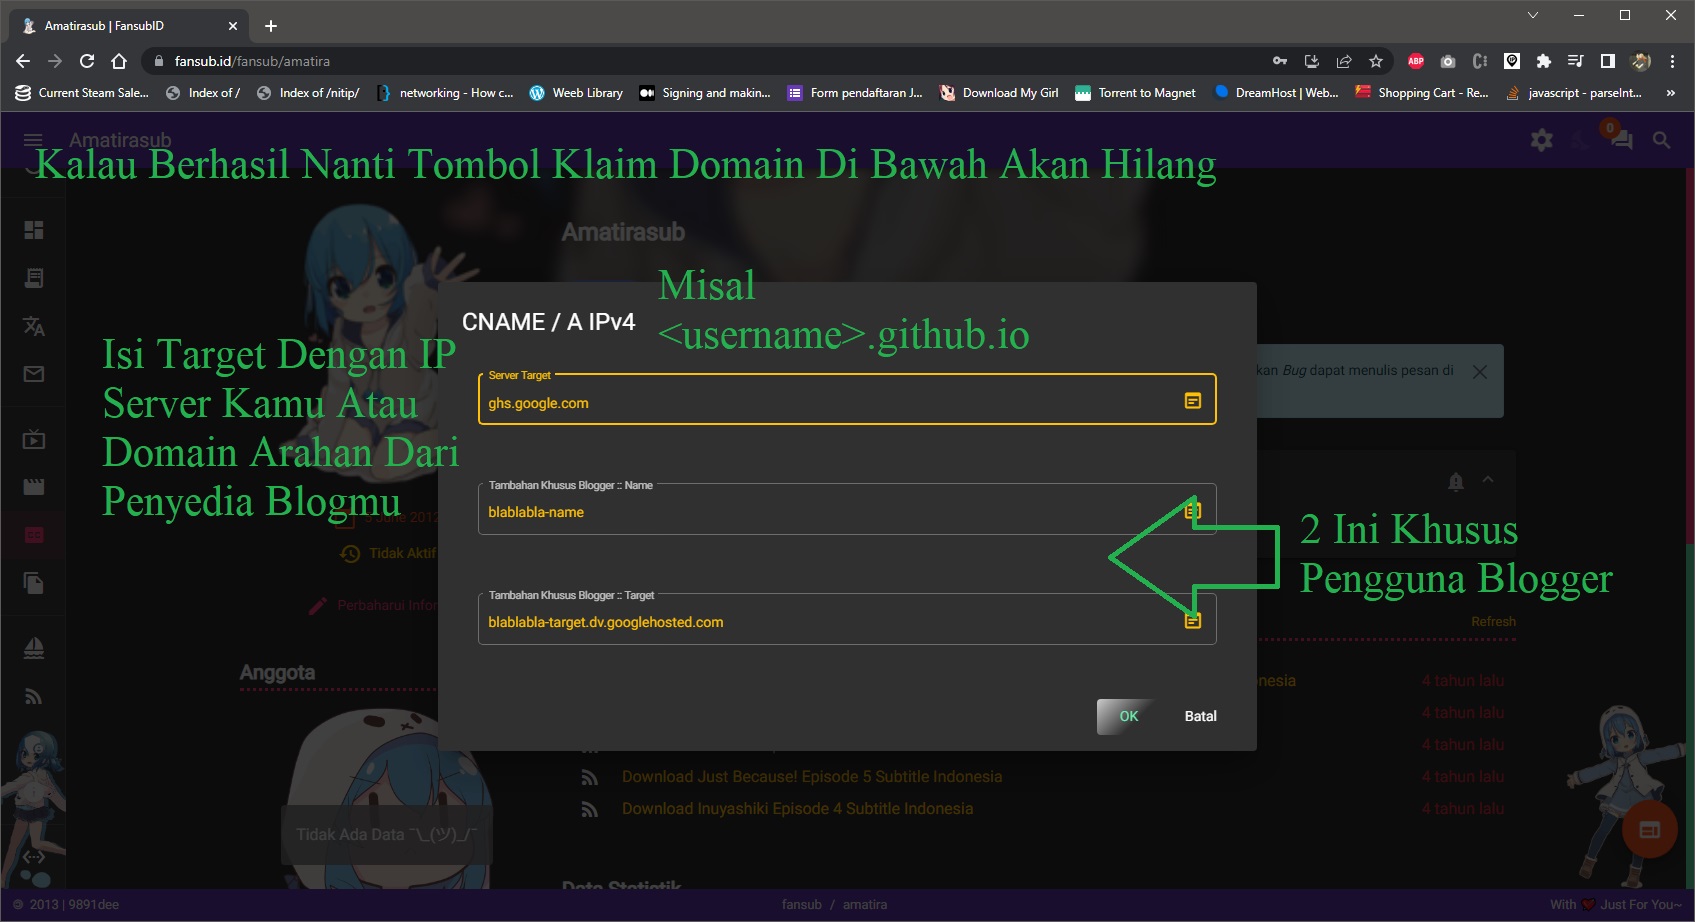 Amatirasub | FansubID
fansub.id/fansub/amatira
ABP
Current Steam Sale...
Index of /
Index of /nitip/
networking - How c...
Weeb Library
Signing and makin...
Form pendaftaran J...
Download My Girl
Torrent to Magnet
DreamHost | Web...
Shopping Cart - Re...
javascript - parseInt...
»
Amatirasub
0
Kalau Berhasil Nanti Tombol Klaim Domain Di Bawah Akan Hilang
Amatirasub
Misal
<username>.github.io
CNAME / A IPv4
Isi Target Dengan IP
Server Kamu Atau
Domain Arahan Dari
Penyedia Blogmu
kan Bug dapat menulis pesan di
Server Target
ghs.google.com
Tambahan Khusus Blogger :: Name
blablabla-name
2 Ini Khusus
Pengguna Blogger
June 2012
Tidak Aktif
Tambahan Khusus Blogger :: Target
blablabla-target.dv.googlehosted.com
Perbaharui Infor
Refresh
Anggota
nesia
4 tahun lalu
4 tahun lalu
OK
Batal
4 tahun lalu
Download Just Because! Episode 5 Subtitle Indonesia
4 tahun lalu
Download Inuyashiki Episode 4 Subtitle Indonesia
4 tahun lalu
Tidak Ada Data ¯\_(ツ)_/¯
Data Statistik
© 2013 | 9891dee
fansub / amatira
With ❤ Just For You~